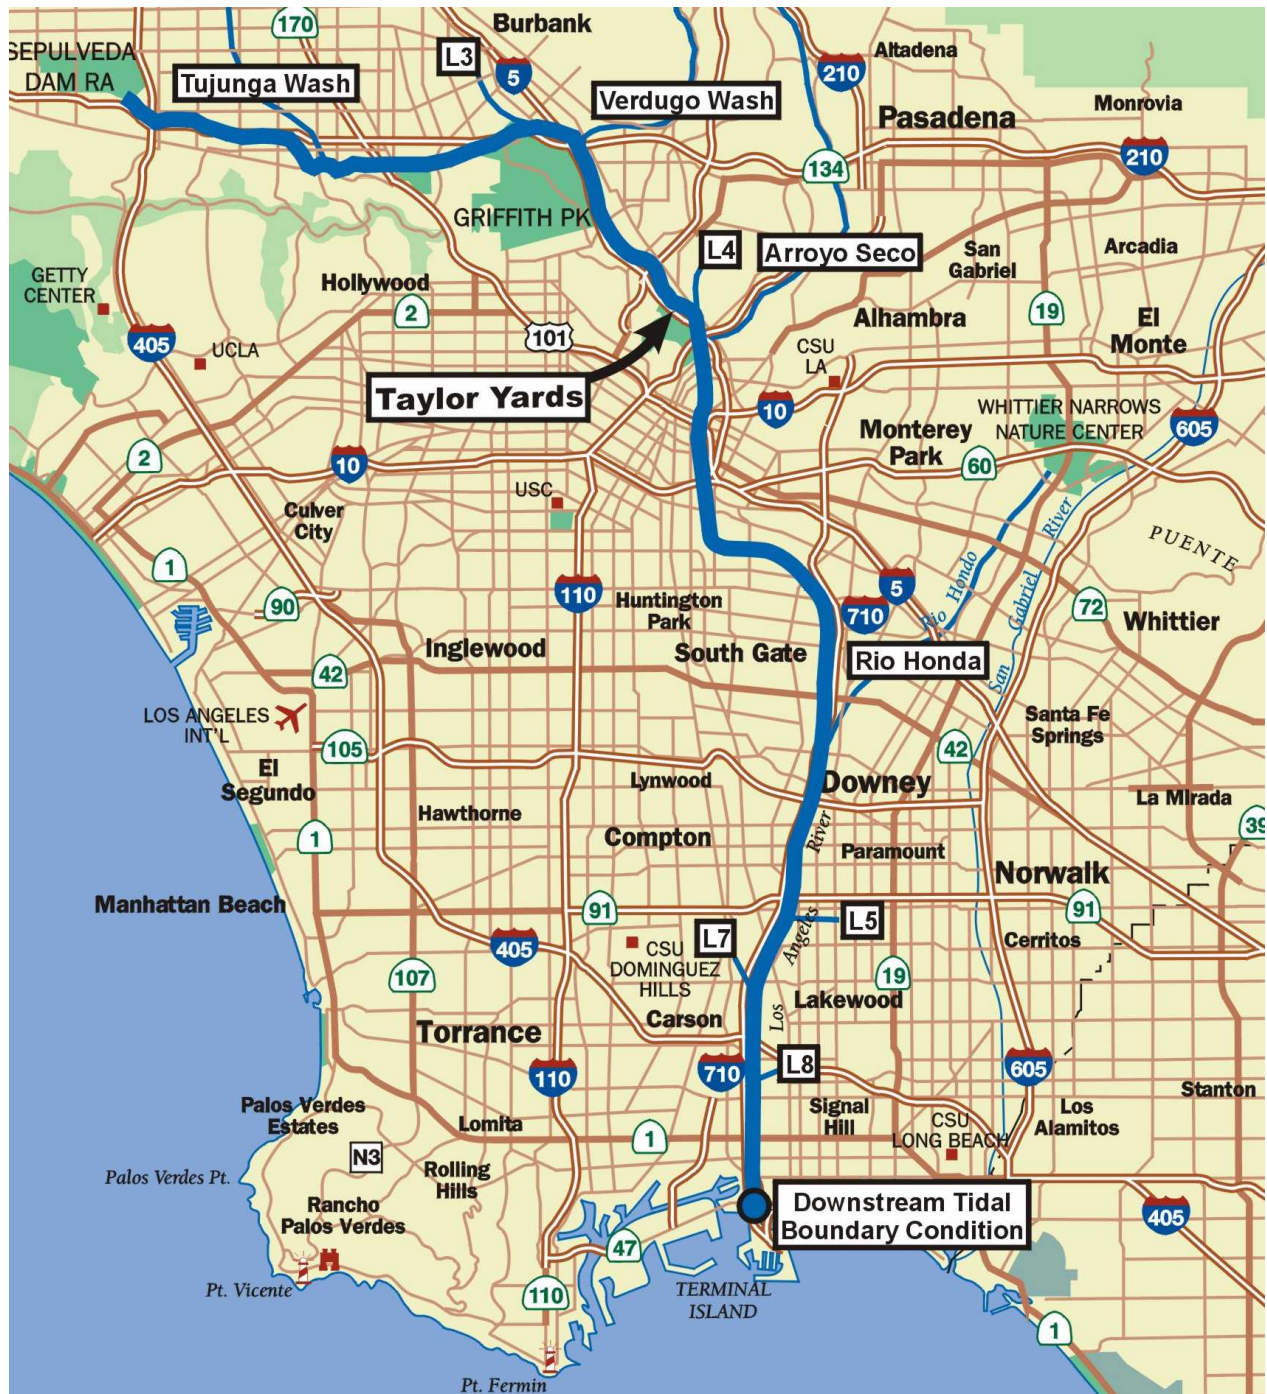 170
Burbank
SEPULVEDA
DAM RA
L3
5
Tujunga Wash
Verdugo Wash
210
Altadena
Pasadena
Monrovia
210
134
GRIFFITH PK
L4
Arroyo Seco
San
Gabriel
Arcadia
GETTY
CENTER
Hollywood
2
19
El
Monte
405
UCLA
101
Alhambra
CSU
LA
Taylor Yards
10
WHITTIER NARROWS
NATURE CENTER
605
2
10
Monterey
Park
60
USC
Culver
City
River
PUENTE
1
90
110
Huntington
Park
5
710
Rio Hondo
Gabriel
72
Whittier
Inglewood
South Gate
Rio Honda
San
42
LOS ANGELES
INT'L
105
Santa Fe
Springs
42
El
Segundo
Lynwood
Downey
La Mirada
Hawthorne
1
Compton
River
Paramount
39
Norwalk
Manhattan Beach
91
91
L7
Angeles
L5
405
CSU
DOMINGUEZ
HILLS
Cerritos
107
19
Lakewood
Torrance
Carson
Los
110
710
L8
605
Stanton
Palos Verdes
Estates
Lomita
1
Signal
Hill
CSU
LONG BEACH
Los
Alamitos
N3
Palos Verdes Pt.
Rolling
Hills
Rancho
Palos Verdes
Downstream Tidal
Boundary Condition
405
47
Pt. Vicente
110
TERMINAL
ISLAND
1
Pt. Fermin